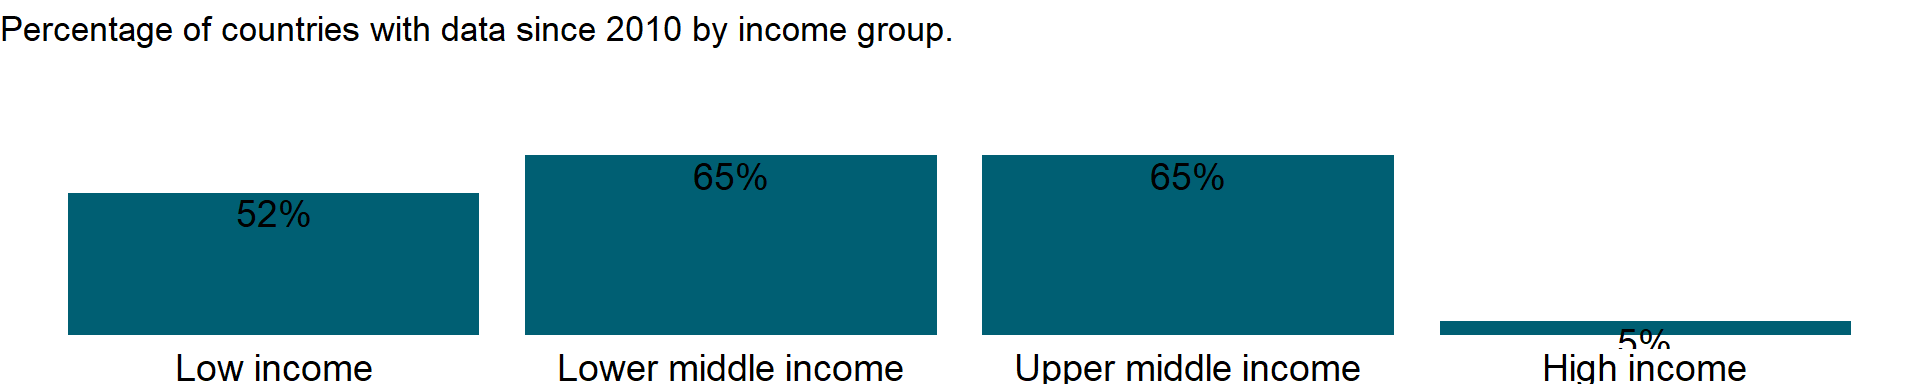 Percentage of countries with data since 2010 by income group.
52%
65%
65%
5%
Low income
Lower middle income
Upper middle income
High income